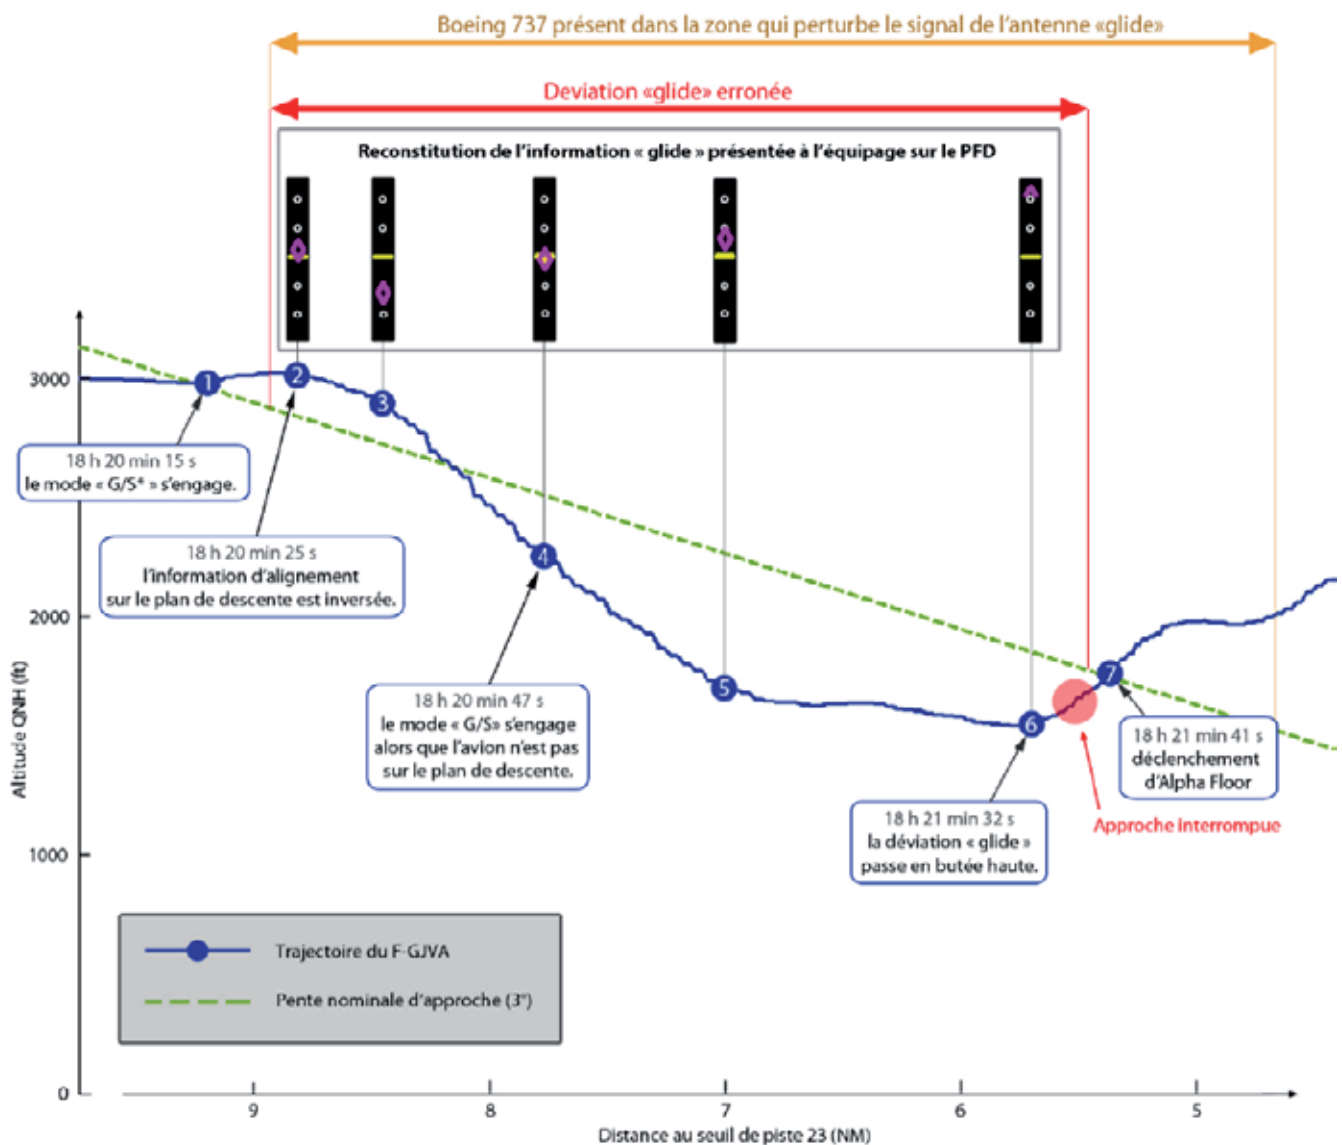 Boeing 737 présent dans la zone qui perturbe le signal de l'antenne «glide»
Deviation «glide» erronée
Reconstitution de l'information « glide » présentée à l'équipage sur le PFD
3000
2000
1000
0
Altitude QNH (ft)
1
2
3
4
5
6
7
18 h 20 min 15 s
le mode « G/S* » s'engage.
18 h 20 min 25 s
l'information d'alignement
sur le plan de descente est inversée.
18 h 20 min 47 s
le mode « G/S» s'engage
alors que l'avion n'est pas
sur le plan de descente.
18 h 21 min 32 s
la déviation « glide »
passe en butée haute.
18 h 21 min 41 s
déclenchement
d'Alpha Floor
Approche interrompue
Trajectoire du F-GJVA
Pente nominale d'approche (3°)
9
8
7
6
5
Distance au seuil de piste 23 (NM)